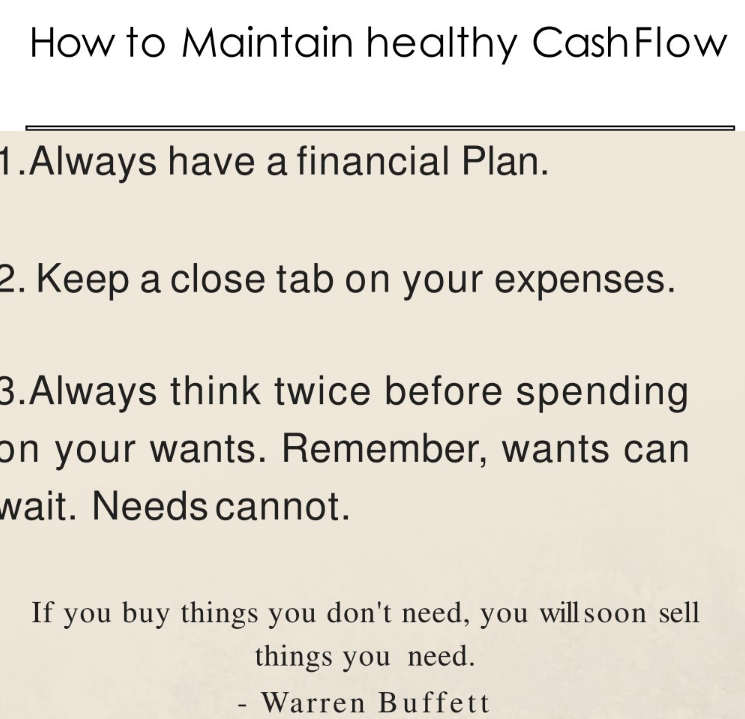 How to Maintain healthy CashFlow
1.Always have a financial Plan.
2. Keep a close tab on your expenses.
3.Always think twice before spending
on your wants. Remember, wants can
wait. Needs cannot.
If you buy things you don't need, you will soon sell
things you need.
- Warren Buffett